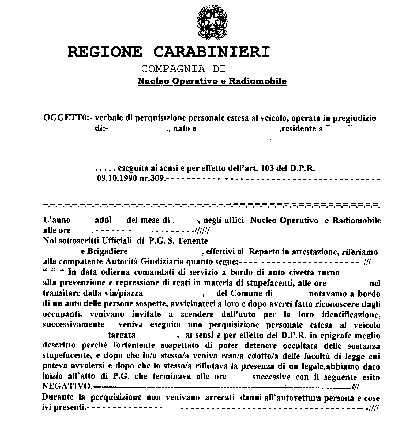 REGIONE CARABINIERI
COMPAGNIA DI
Nucleo Operativo e Radiomobile
OGGETTO:- verbale di perquisizione personale estesa al veicolo, operata in pregiudizio
di:- , nato a , residente a
..... eseguita ai sensi e per effetto dell'art. 103 del D.P.R.
09.10.1990 nr.309.-
L'anno addì del mese di , negli uffici Nucleo Operativo e Radiomobile
alle ore
Noi sottoscritti Ufficiali di P.G. S. Tenente
e Brigadiere , effettivi al Reparto in
alla competente Autorità Giudiziaria quanto segue:-
In data odierna comandati di servizio a bordo di auto civetta
alla prevenzione e repressione di reati in materia di stupefacenti, alle ore nel
transitare dalla via/piazza , del Comune di notavamo a bordo
di un auto delle persone sospette, avvicinatici a loro e dopo averli fatto riconoscere dagli
occupanti, venivano invitate a scendere dall'auto per la loro identificazione,
successivamente veniva eseguito una perquisizione personale estesa al veicolo
targata , ai sensi e per effetto del D.P.R. in epigrafe meglio
descritto perché fortemente sospettato di poter detenere occultata delle sostanza
stupefacente, e dopo che lo/a stesso/a veniva delle facoltà di legge cui
poteva avvalersi e dopo che lo stesso/a rifiutava la presenza di un legale, abbiamo dato
inizio all'atto di P.G. che terminava alle ore successive con il seguente esito
NEGATIVO.
Durante la perquisizione non venivano arrecati danni all'autovettura persona e cose
ivi presenti.-